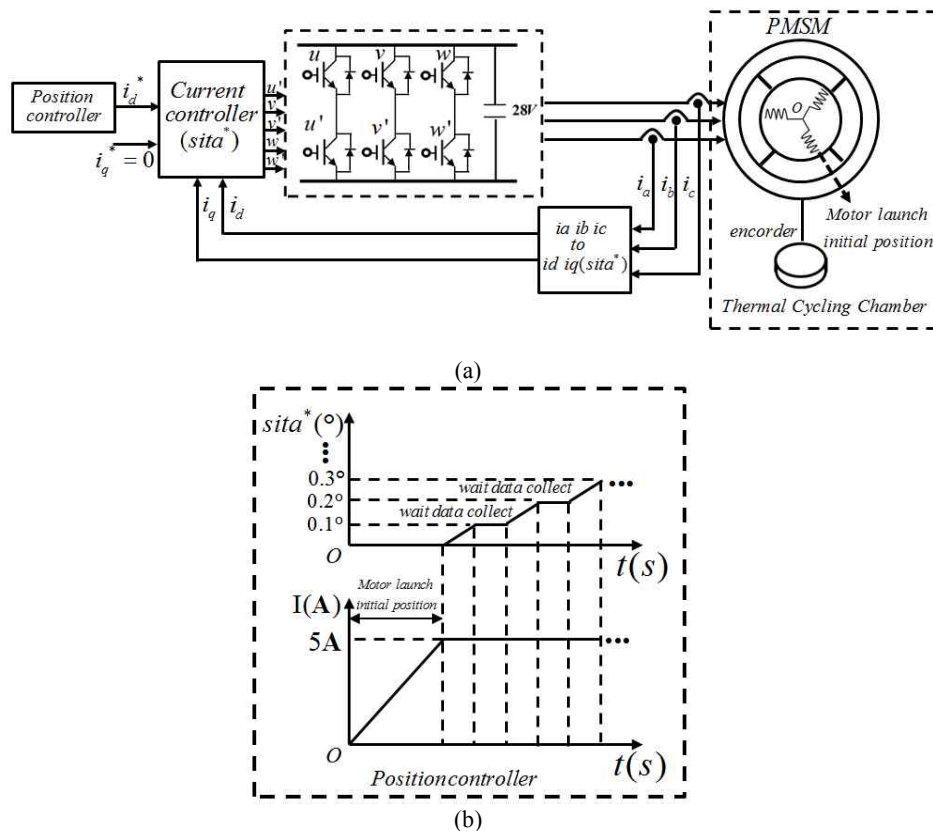 PMSM
Position
controller
i_d^*
i_q^* = 0
Current
controller
(sita^*)
u'
v
v'
w
w'
u
v
w
u'
v'
w'
28V
o
i_a
i_b
i_c
i_q
i_d
ia ib ic
to
id iq(sita^*)
encorder
Motor launch
initial position
Thermal Cycling Chamber
(a)
sita^*(°)
0.3°
0.2°
0.1°
wait data collect
wait data collect
O
t(s)
Motor launch
initial position
I(A)
5A
O
t(s)
Positioncontroller
(b)